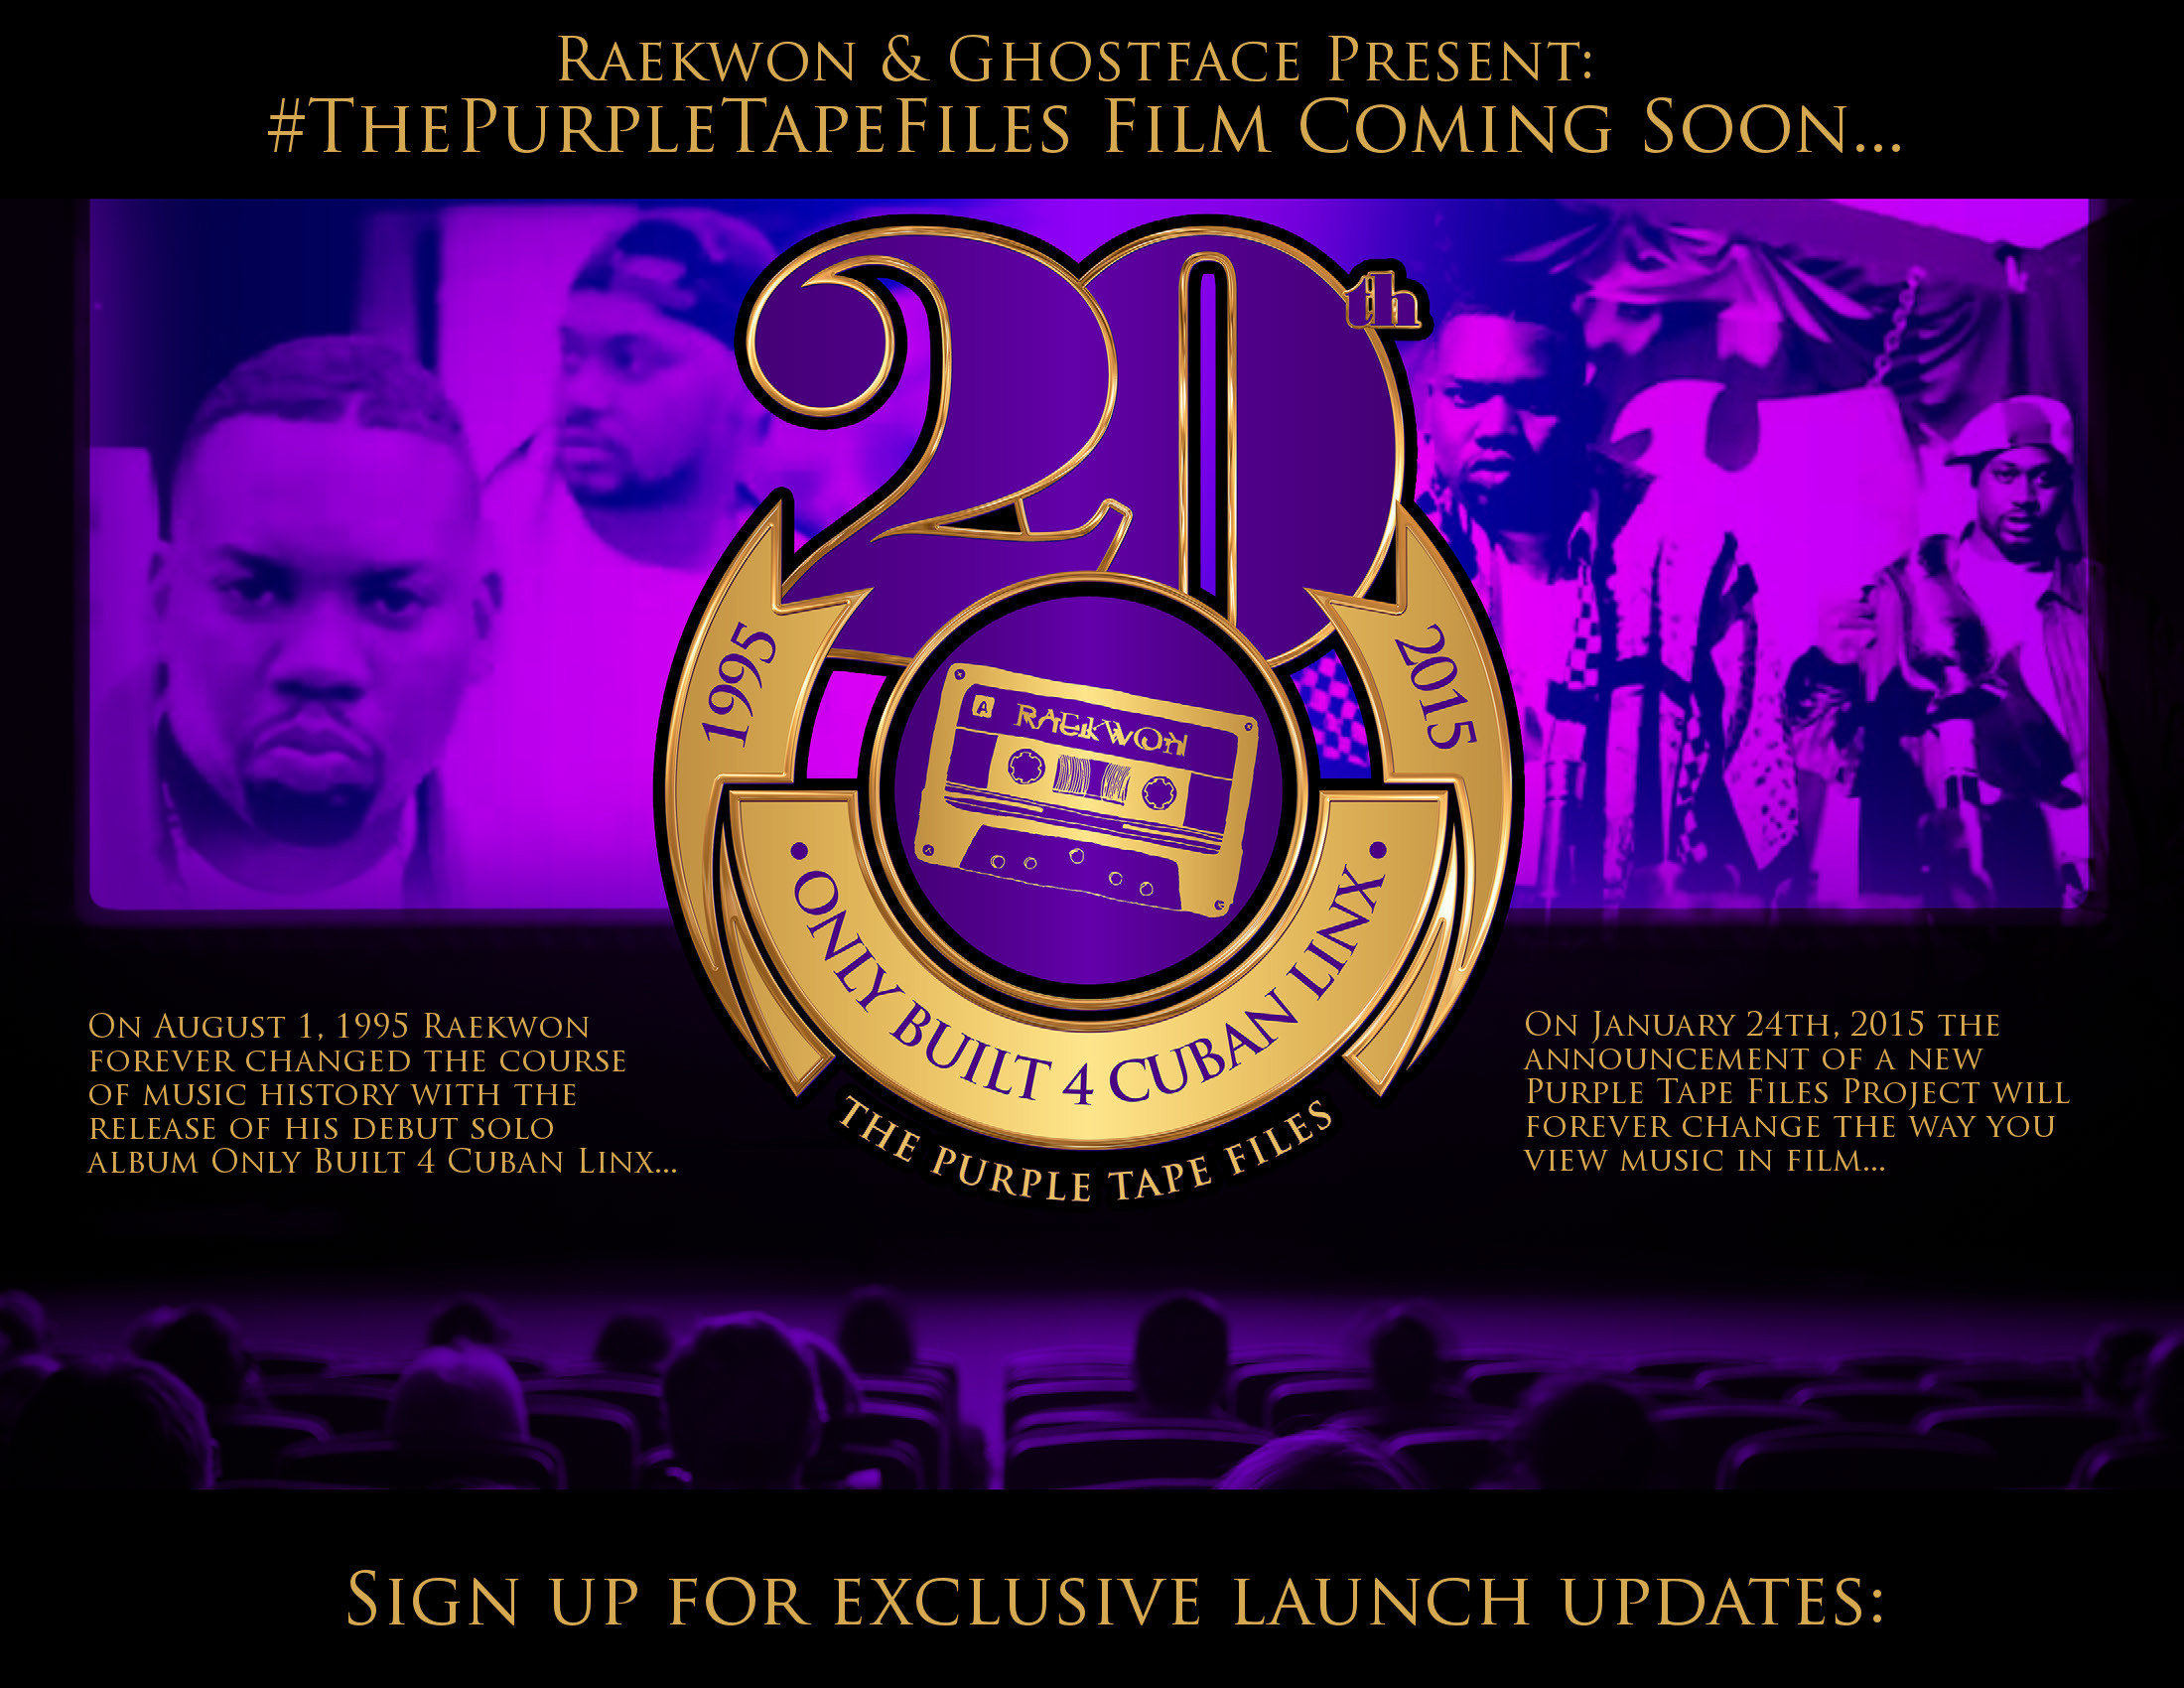 Raekwon & Ghostface Present:
#ThePurpleTapeFiles Film Coming Soon...
20th
1995
2015
A RAEKWON
• ONLY BUILT 4 CUBAN LINX •
THE PURPLE TAPE FILES
On August 1, 1995 Raekwon
forever changed the course
of music history with the
release of his debut solo
album Only Built 4 Cuban Linx...
On January 24th, 2015 the
announcement of a new
Purple Tape Files Project will
forever change the way you
view music in film...
Sign up for exclusive launch updates: